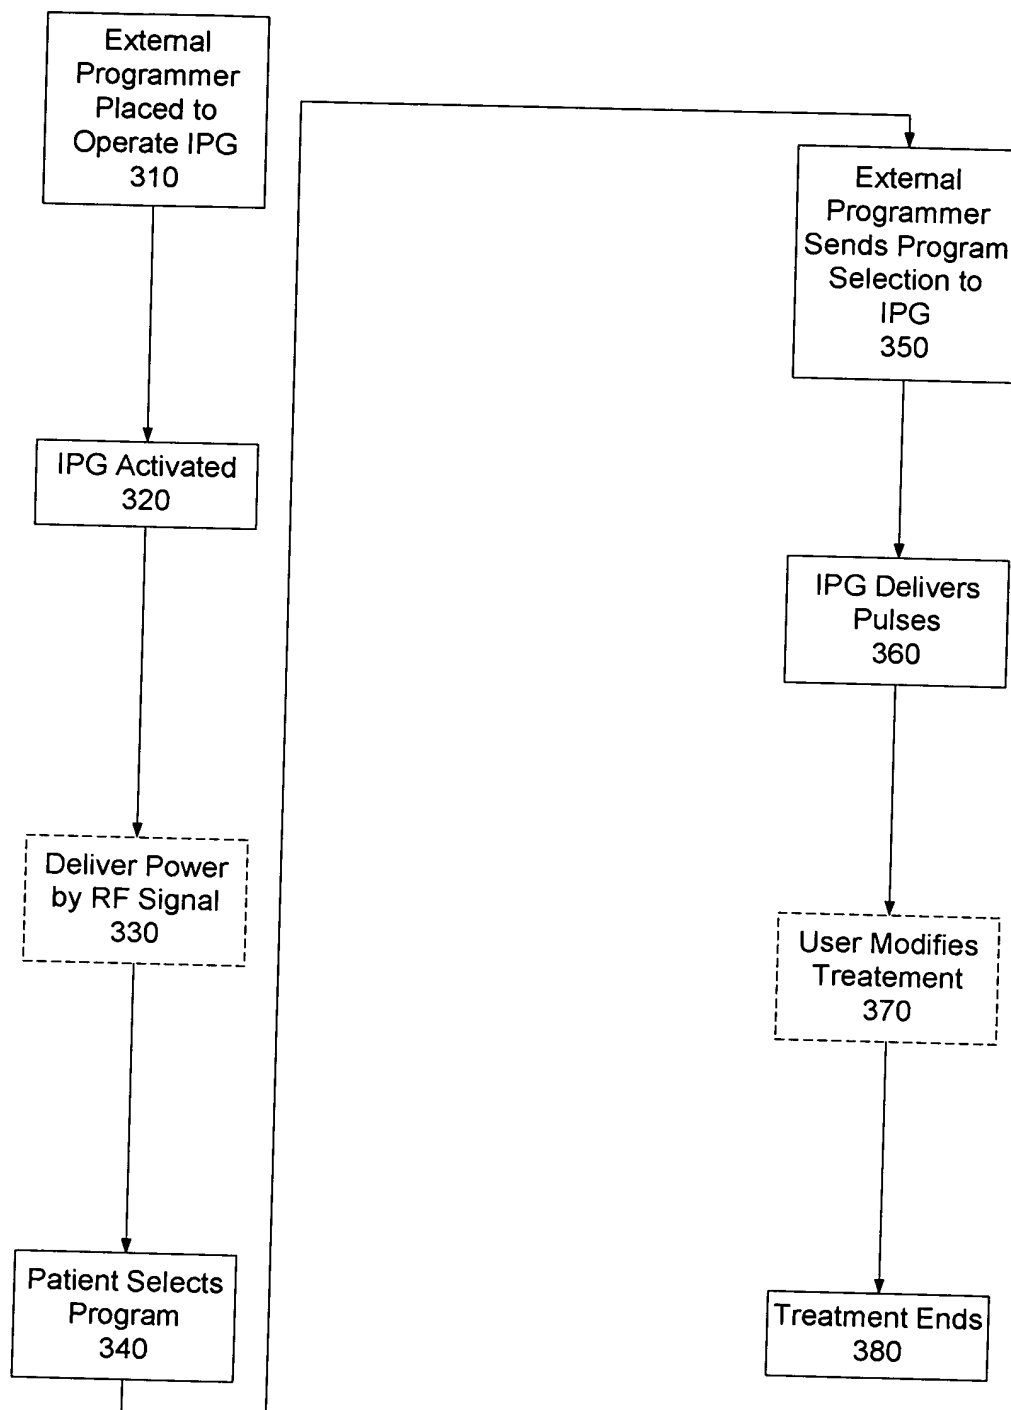 External
Programmer
Placed to
Operate IPG
310
IPG Activated
320
Deliver Power
by RF Signal
330
Patient Selects
Program
340
External
Programmer
Sends Program
Selection to
IPG
350
IPG Delivers
Pulses
360
User Modifies
Treatement
370
Treatment Ends
380